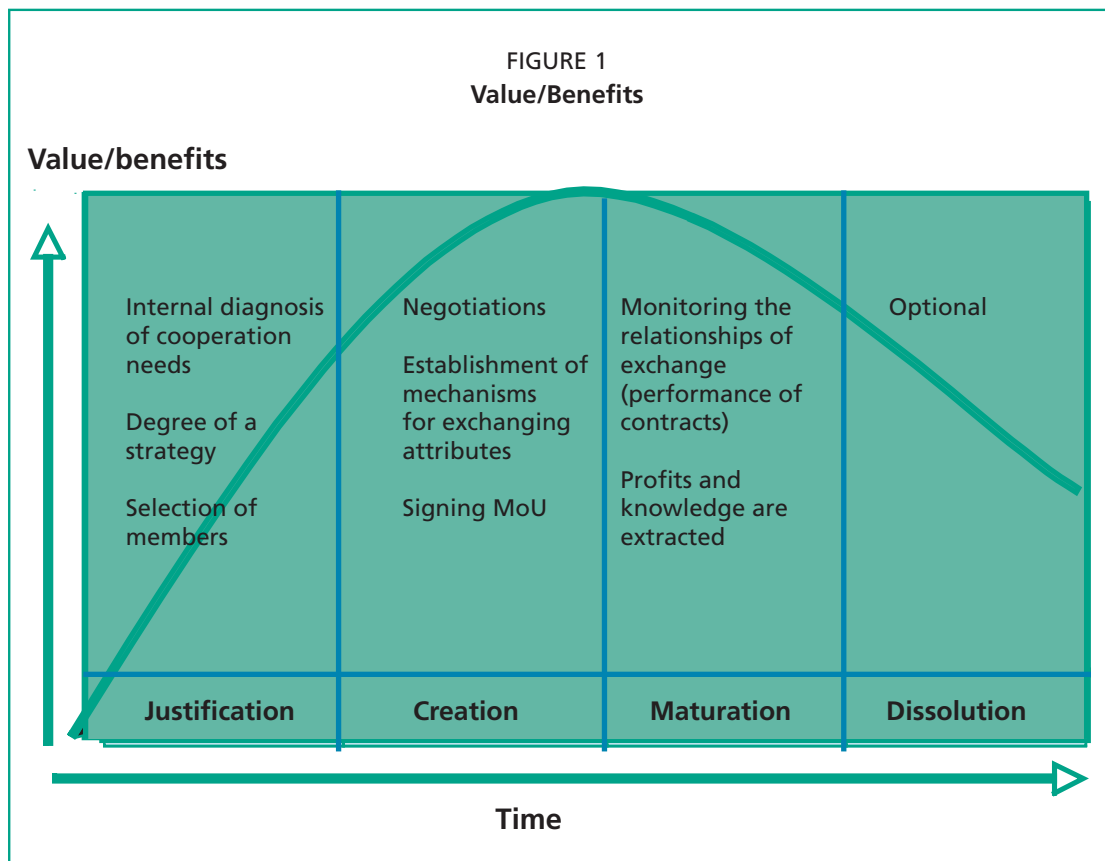 FIGURE 1
Value/Benefits
Value/benefits
Internal diagnosis
of cooperation
needs
Degree of a
strategy
Selection of
members
Negotiations
Establishment of
mechanisms
for exchanging
attributes
Signing MoU
Monitoring the
relationships of
exchange
(performance of
contracts)
Profits and
knowledge are
extracted
Optional
Justification
Creation
Maturation
Dissolution
Time